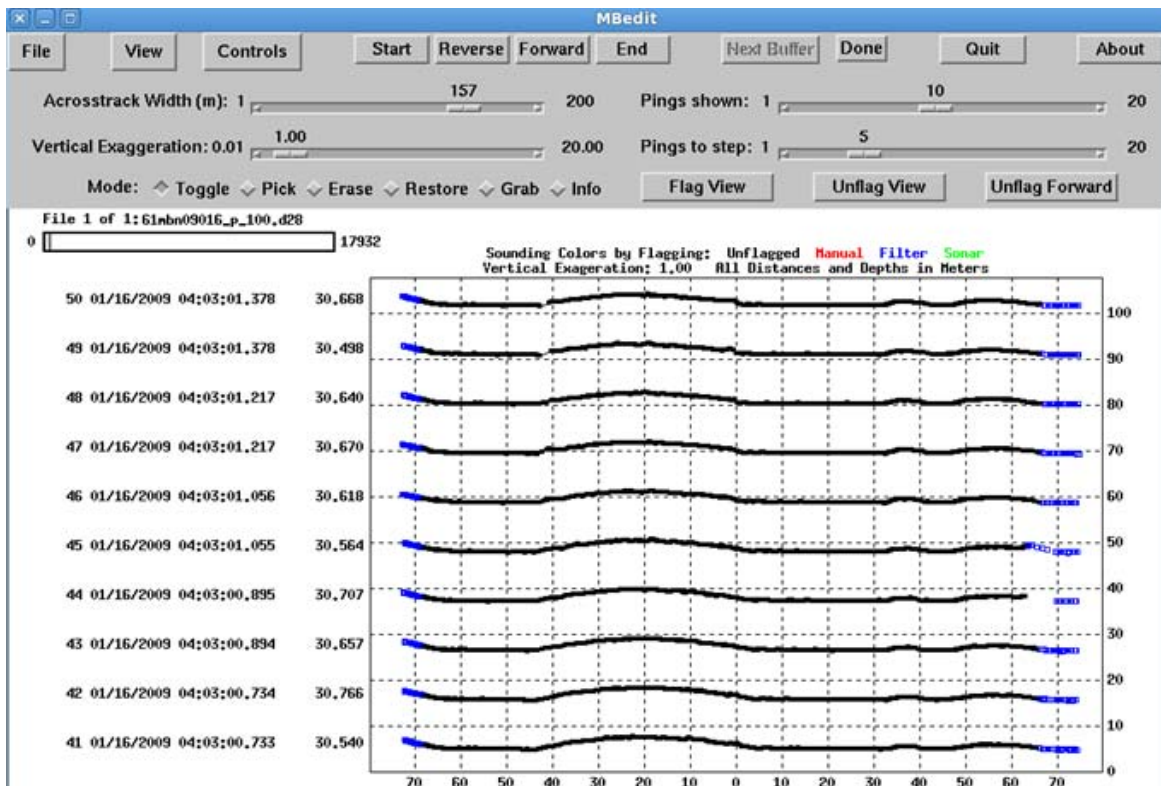 MBedit
File View Controls Start Reverse Forward End Next Buffer Done Quit About
Acrosstrack Width (m): 1 157 200 Pings shown: 1 10 20
Vertical Exaggeration: 0.01 1.00 20.00 Pings to step: 1 5 20
Mode: Toggle Pick Erase Restore Grab Info Flag View Unflag View Unflag Forward
File 1 of 1:61mbn09016_p_100.d28
0 17932
Sounding Colors by Flagging: Unflagged Manual Filter Sonar
Vertical Exageration: 1.00 All Distances and Depths in Meters
50 01/16/2009 04:03:01.378 30.668
100
49 01/16/2009 04:03:01.378 30.498 90
48 01/16/2009 04:03:01.217 30.640 80
47 01/16/2009 04:03:01.217 30.670 70
46 01/16/2009 04:03:01.056 30.618 60
45 01/16/2009 04:03:01.055 30.564 50
44 01/16/2009 04:03:00.895 30.707 40
43 01/16/2009 04:03:00.894 30.657 30
42 01/16/2009 04:03:00.734 30.766 20
10
41 01/16/2009 04:03:00.733 30.540
0
70 60 50 40 30 20 10 0 10 20 30 40 50 60 70